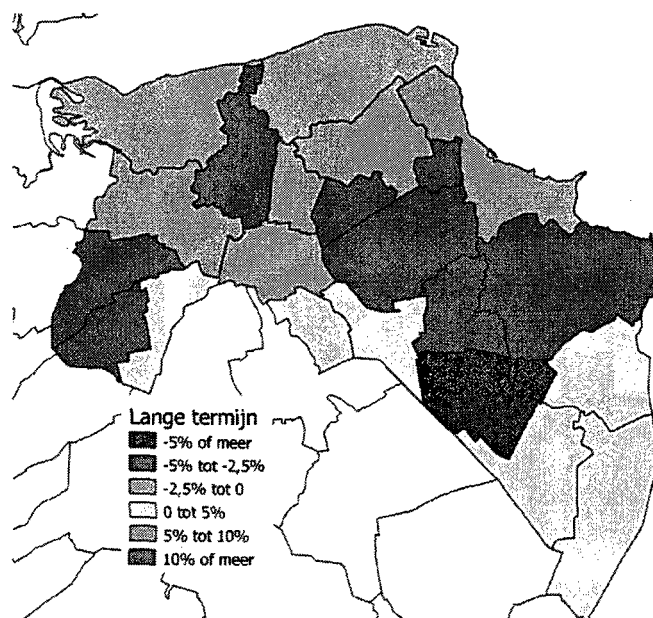 Lange termijn
-5% of meer
-5% tot -2,5%
-2,5% tot 0
0 tot 5%
5% tot 10%
10% of meer